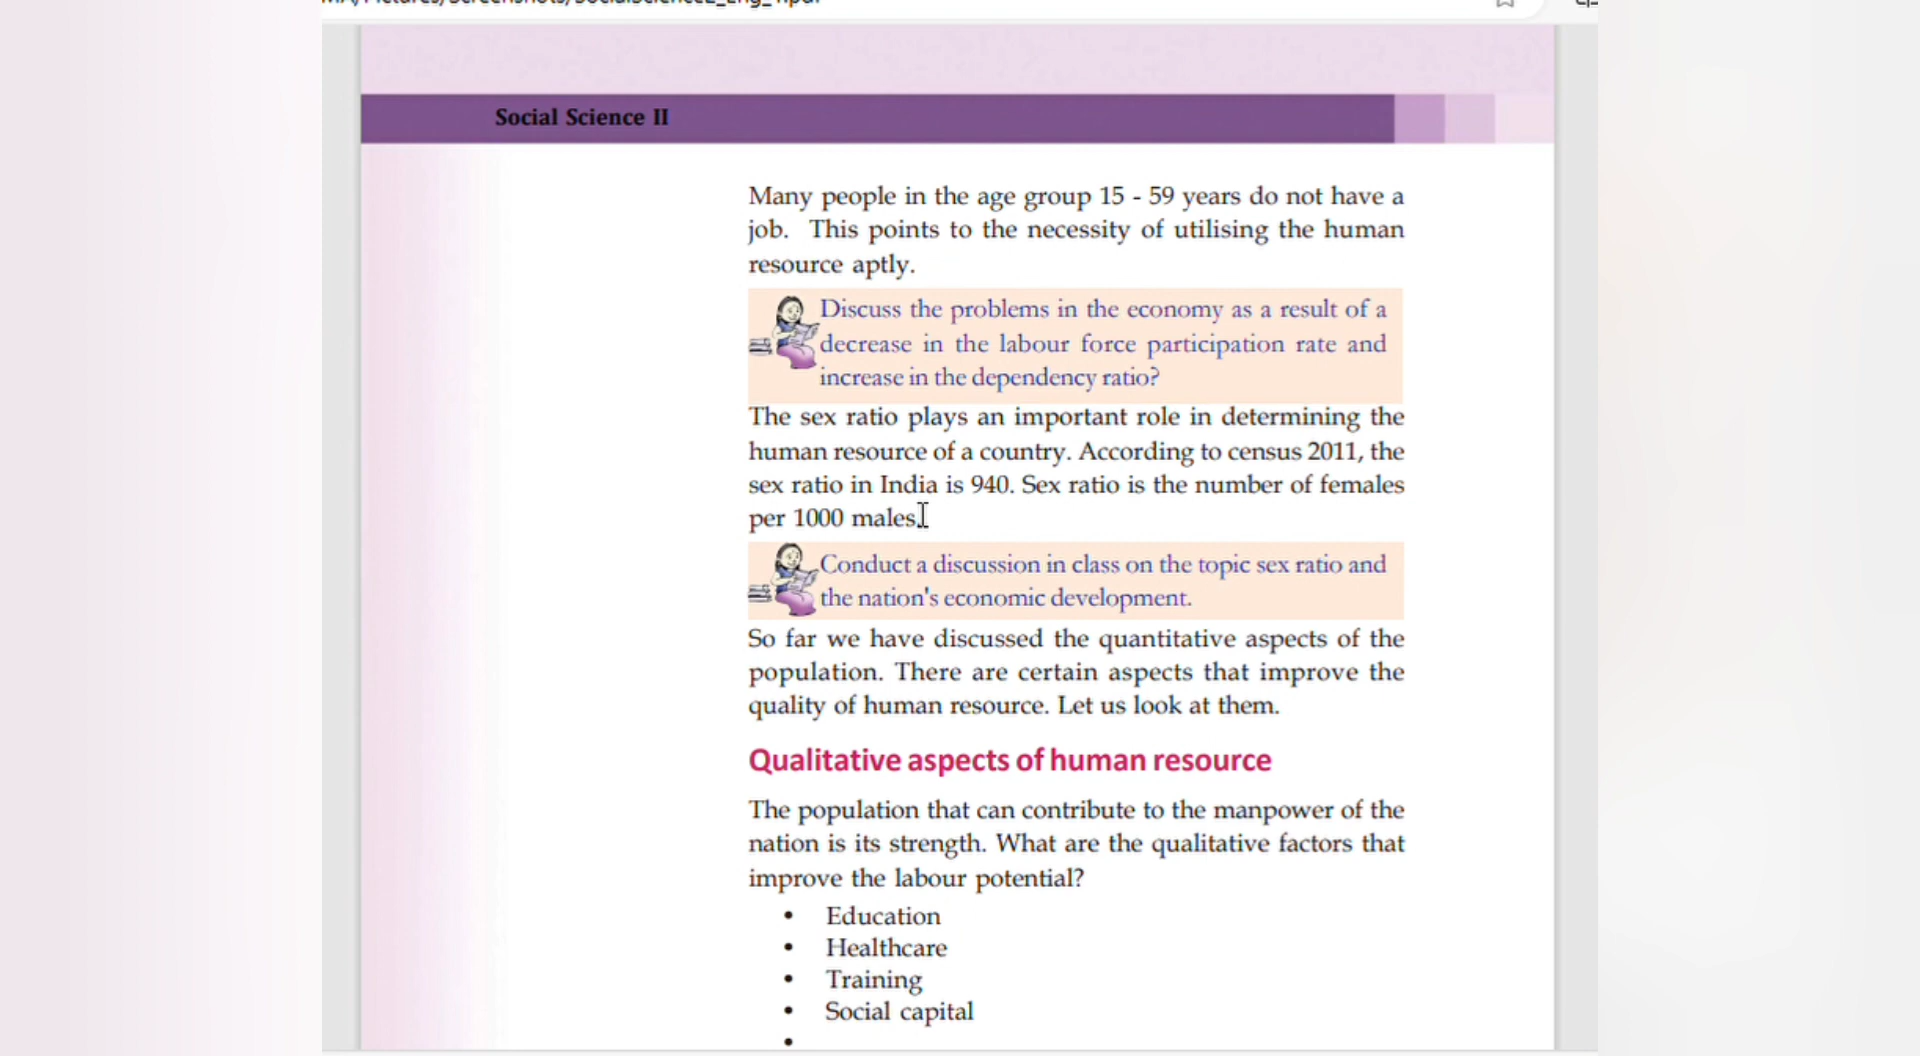 Social Science II
Many people in the age group 15 - 59 years do not have a
job. This points to the necessity of utilising the human
resource aptly.
Discuss the problems in the economy as a result of a
decrease in the labour force participation rate and
increase in the dependency ratio?
The sex ratio plays an important role in determining the
human resource of a country. According to census 2011, the
sex ratio in India is 940. Sex ratio is the number of females
per 1000 males.
Conduct a discussion in class on the topic sex ratio and
the nation's economic development.
So far we have discussed the quantitative aspects of the
population. There are certain aspects that improve the
quality of human resource. Let us look at them.
Qualitative aspects of human resource
The population that can contribute to the manpower of the
nation is its strength. What are the qualitative factors that
improve the labour potential?
• Education
• Healthcare
• Training
• Social capital
•